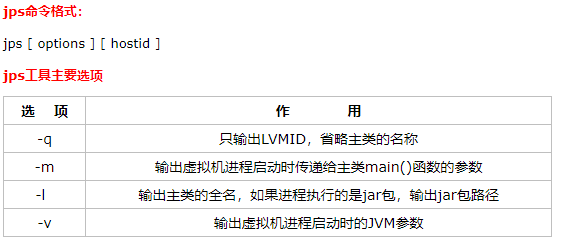 jps命令格式：
jps [ options ] [ hostid ]
jps工具主要选项
选 项 作 用
-q 只输出LVMID，省略主类的名称
-m 输出虚拟机进程启动时传递给主类main()函数的参数
-l 输出主类的全名，如果进程执行的是jar包，输出jar包路径
-v 输出虚拟机进程启动时的JVM参数